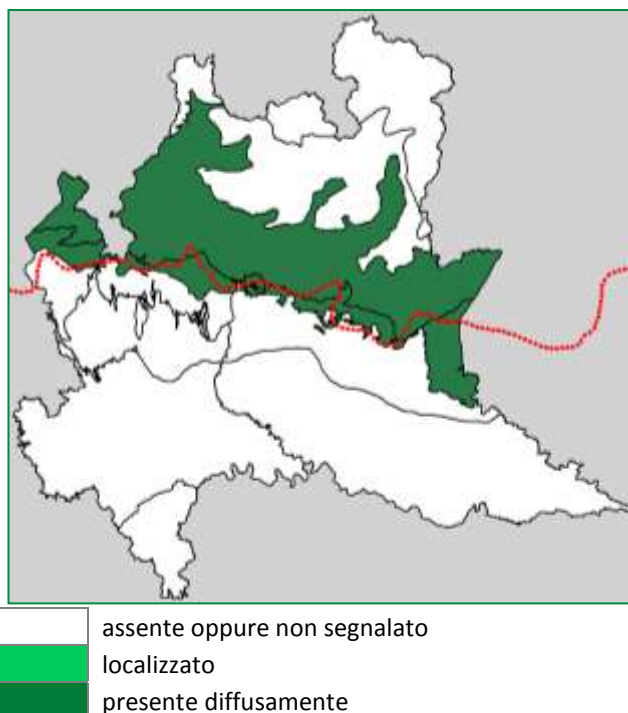 assente oppure non segnalato
localizzato
presente diffusamente